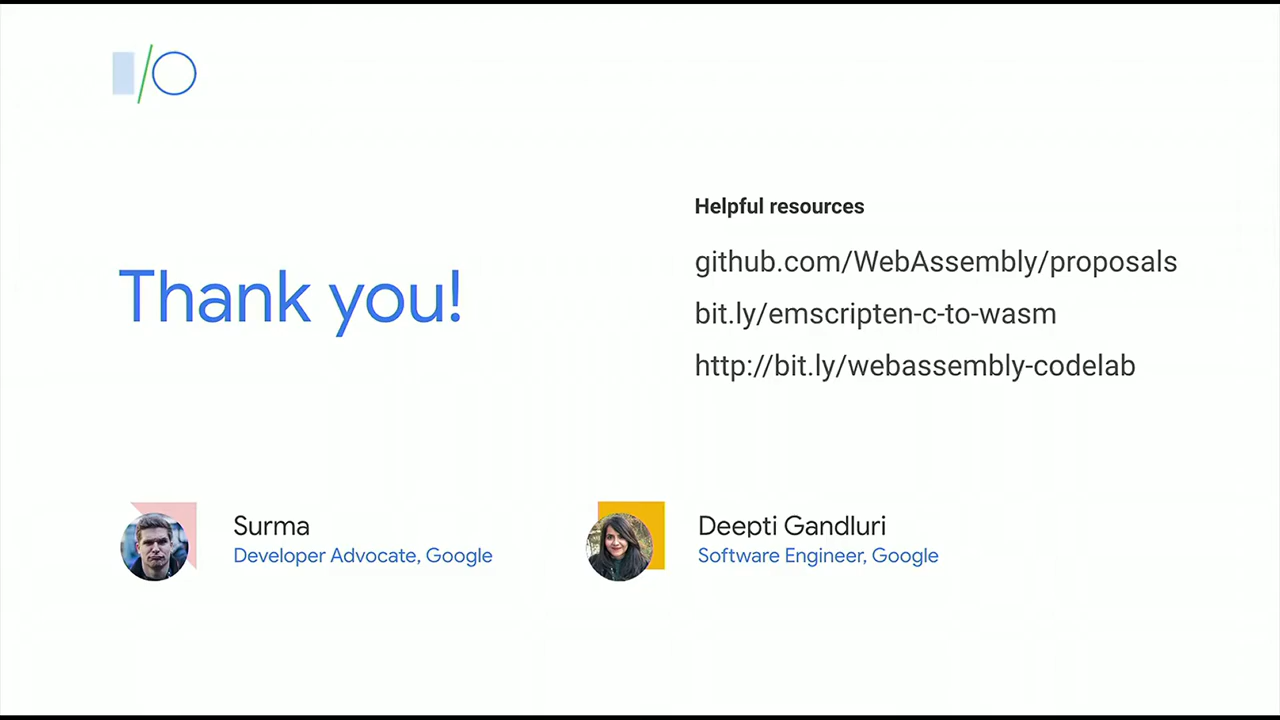 I/O
Thank you!
Helpful resources
github.com/WebAssembly/proposals
bit.ly/emscripten-c-to-wasm
http://bit.ly/webassembly-codelab
Surma
Developer Advocate, Google
Deepti Gandluri
Software Engineer, Google